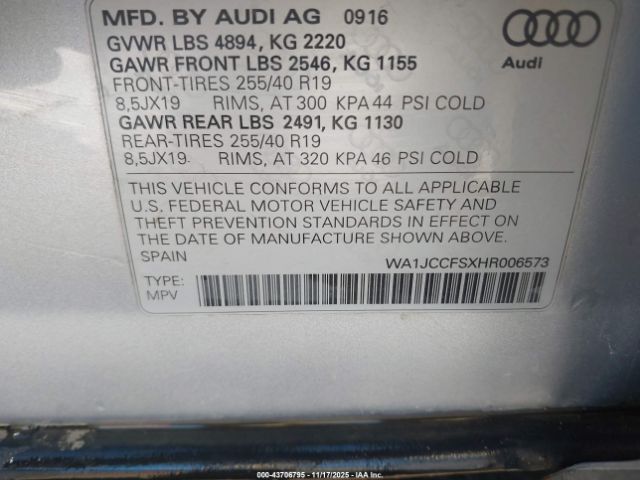 MFD. BY AUDI AG 0916
GVWR LBS 4894, KG 2220
GAWR FRONT LBS 2546, KG 1155
FRONT-TIRES 255/40 R19
8,5JX19 RIMS, AT 300 KPA 44 PSI COLD
GAWR REAR LBS 2491, KG 1130
REAR-TIRES 255/40 R19
8,5JX19 RIMS, AT 320 KPA 46 PSI COLD
Audi
THIS VEHICLE CONFORMS TO ALL APPLICABLE
U.S. FEDERAL MOTOR VEHICLE SAFETY AND
THEFT PREVENTION STANDARDS IN EFFECT ON
THE DATE OF MANUFACTURE SHOWN ABOVE.
SPAIN WA1JCCFSXHR006573
TYPE:
MPV
000-43706795 - 11/17/2025 - IAAI.com